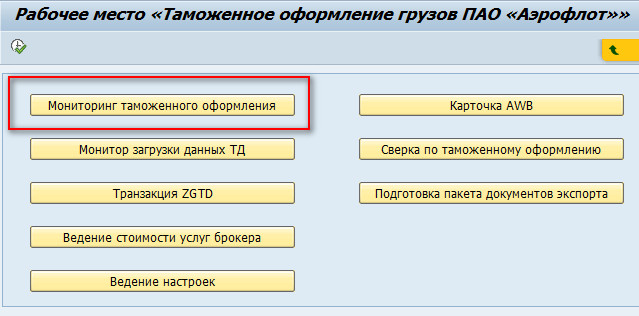 Рабочее место «Таможенное оформление грузов ПАО «Аэрофлот»»
Мониторинг таможенного оформления
Карточка AWB
Монитор загрузки данных ТД
Сверка по таможенному оформлению
Транзакция ZGTD
Подготовка пакета документов экспорта
Ведение стоимости услуг брокера
Ведение настроек